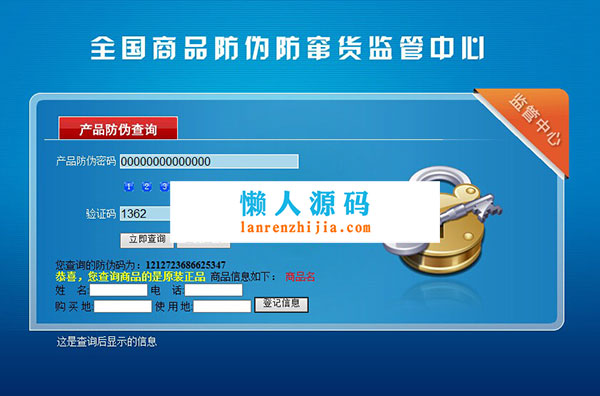 全国商品防伪防窜货监管中心
监管中心
产品防伪查询
产品防伪密码 00000000000000
1 2 3
懒人源码
lanrenzhijia.com
验证码 1362
立即查询
您查询的防伪码为：1212723686625347
恭喜，您查询商品的是原装正品 商品信息如下： 商品名
姓 名: 电 话:
购 买 地: 使 用 地: 登记信息
这是查询后显示的信息